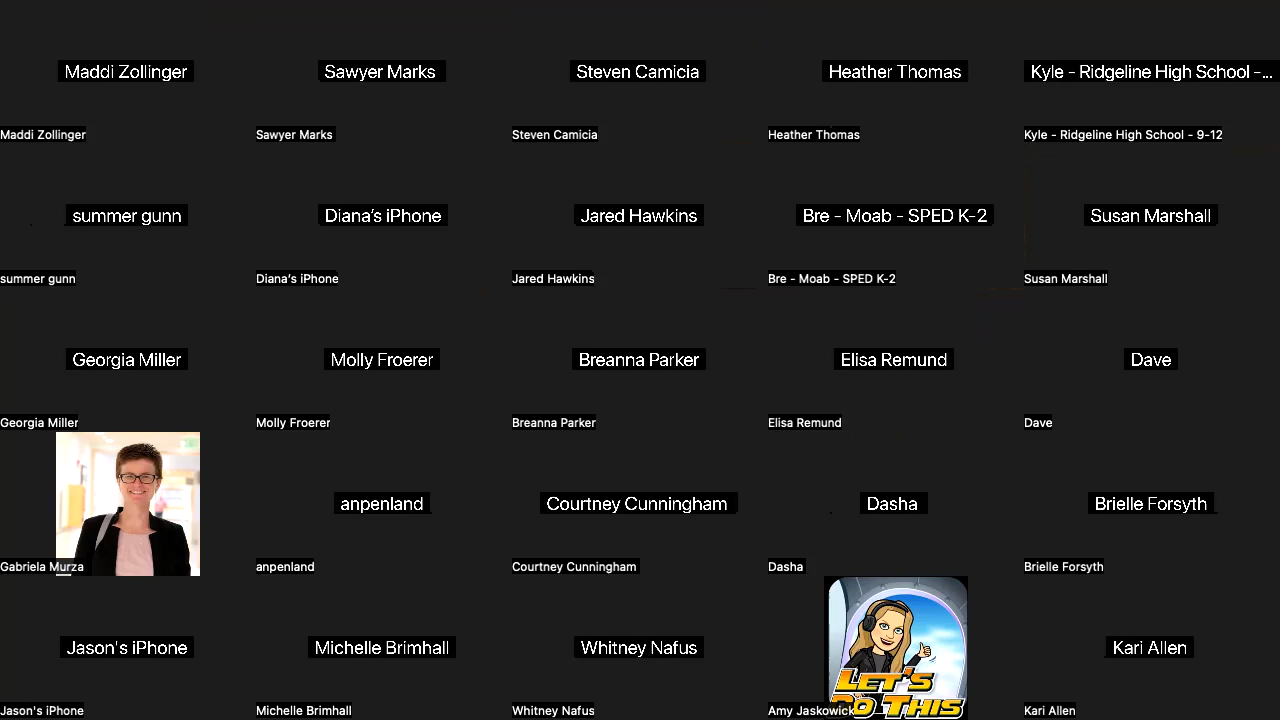 Maddi Zollinger
Sawyer Marks
Steven Camicia
Heather Thomas
Kyle - Ridgeline High School -...
Maddi Zollinger
Sawyer Marks
Steven Camicia
Heather Thomas
Kyle - Ridgeline High School - 9-12
summer gunn
Diana's iPhone
Jared Hawkins
Bre - Moab - SPED K-2
Susan Marshall
summer gunn
Diana's iPhone
Jared Hawkins
Bre - Moab - SPED K-2
Susan Marshall
Georgia Miller
Molly Froerer
Breanna Parker
Elisa Remund
Dave
Georgia Miller
Molly Froerer
Breanna Parker
Elisa Remund
Dave
anpenland
Courtney Cunningham
Dasha
Brielle Forsyth
Gabriela Murza
anpenland
Courtney Cunningham
Dasha
Brielle Forsyth
Jason's iPhone
Michelle Brimhall
Whitney Nafus
LET'S
DO THIS
Kari Allen
Jason's iPhone
Michelle Brimhall
Whitney Nafus
Amy Jaskowick
Kari Allen